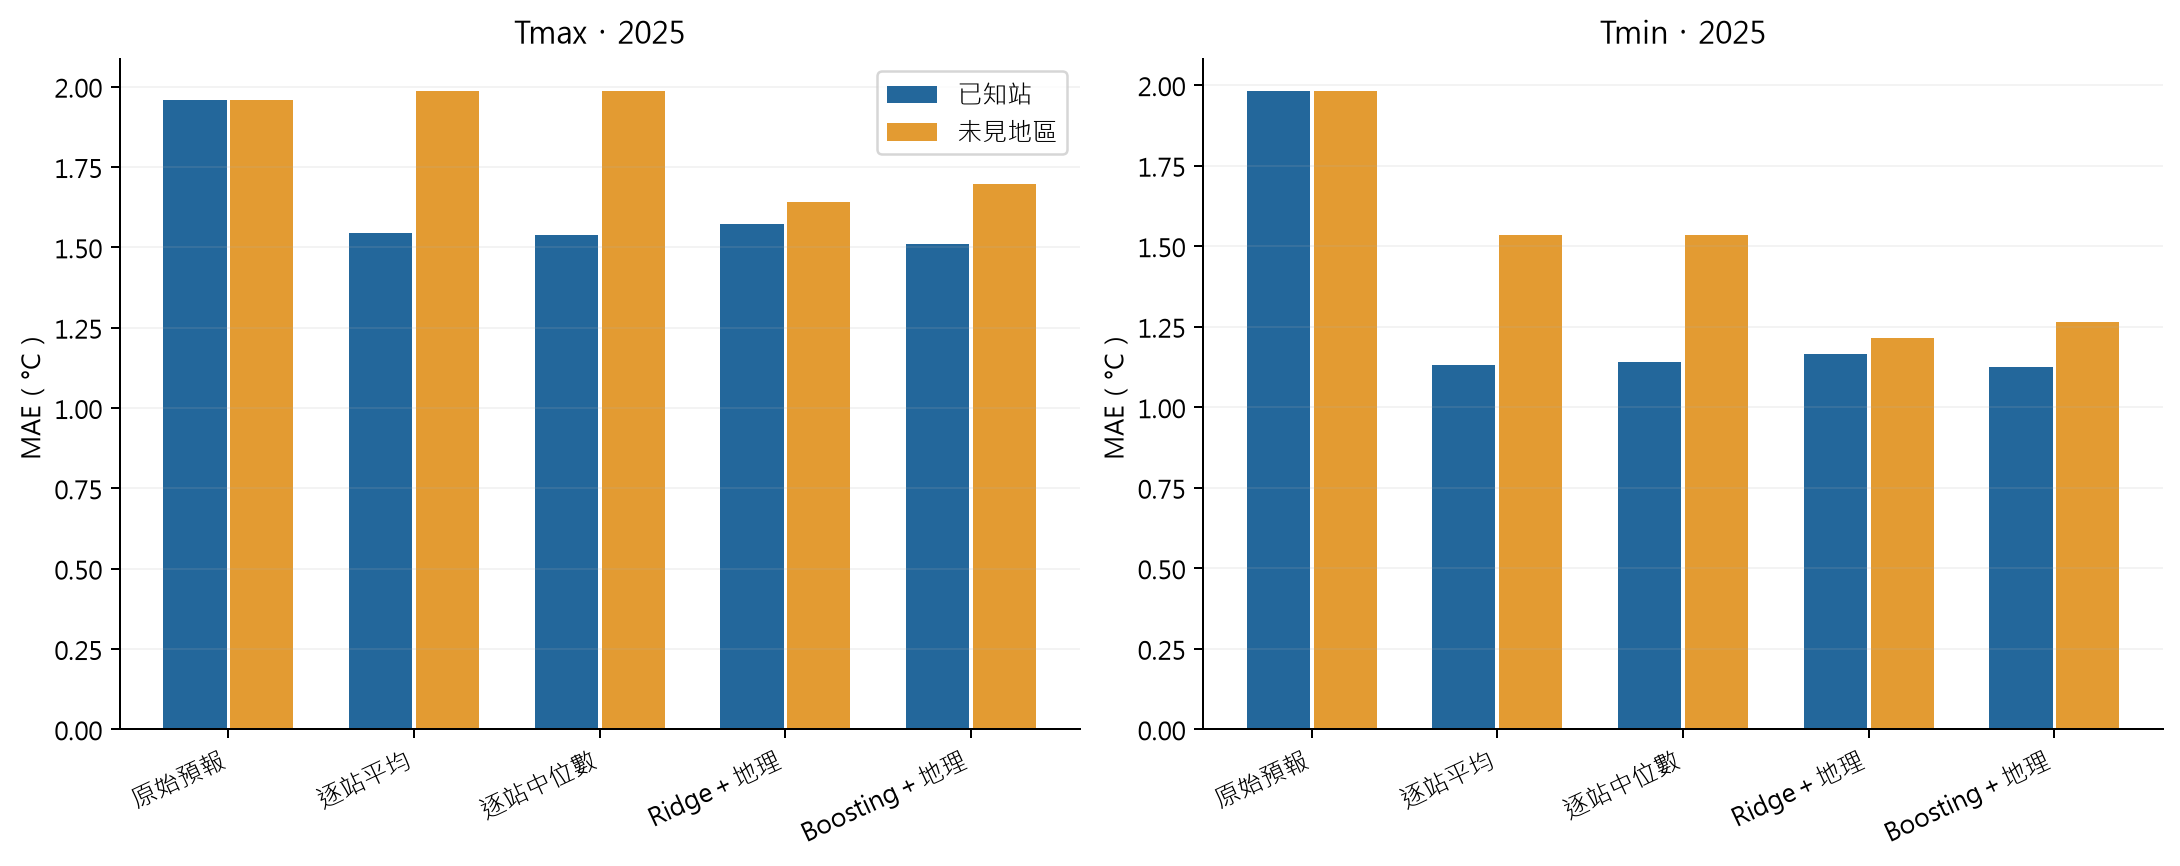 Tmax · 2025
MAE (°C)
2.00
1.75
1.50
1.25
1.00
0.75
0.50
0.25
0.00
已知站
未見地區
原始預報
逐站平均
逐站中位數
Ridge + 地理
Boosting + 地理
Tmin · 2025
MAE (°C)
2.00
1.75
1.50
1.25
1.00
0.75
0.50
0.25
0.00
原始預報
逐站平均
逐站中位數
Ridge + 地理
Boosting + 地理